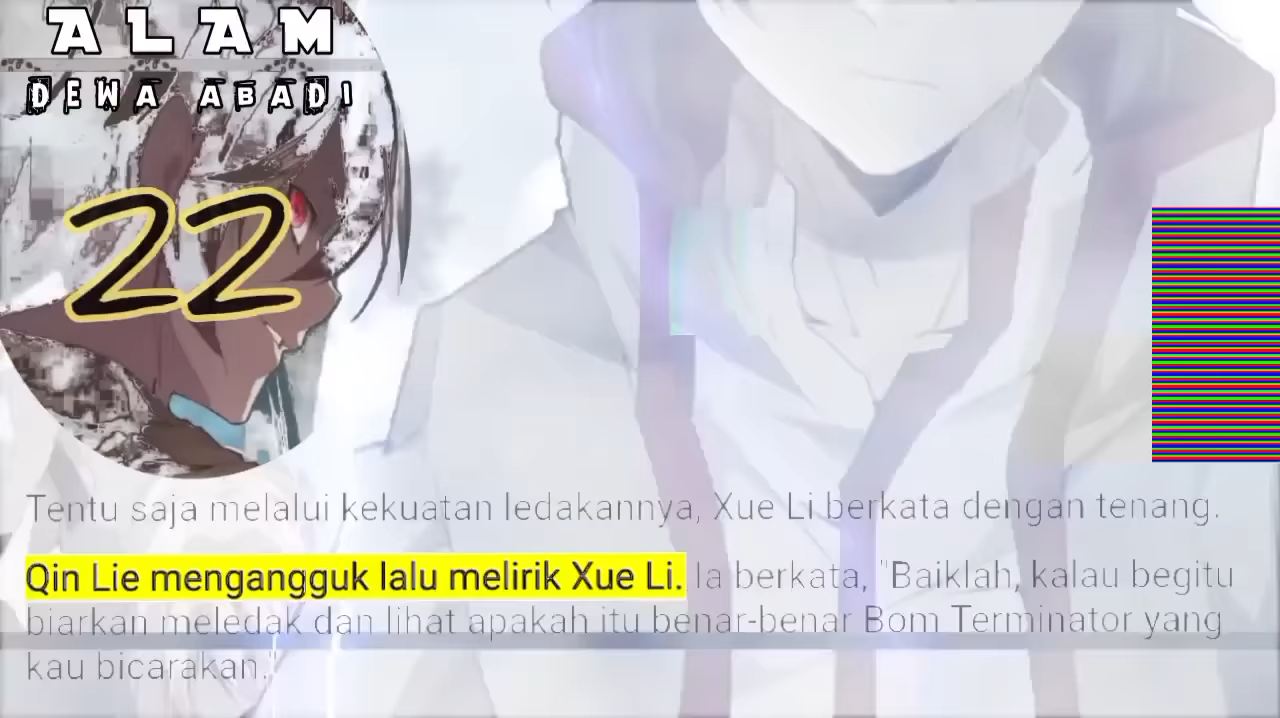 ALAM
DEWA ABADI
22
Tentu saja melalui kekuatan ledakannya, Xue Li berkata dengan tenang.
Qin Lie mengangguk lalu melirik Xue Li. Ia berkata, "Baiklah, kalau begitu
biarkan meledak dan lihat apakah itu benar-benar Bom Terminator yang
kau bicarakan."